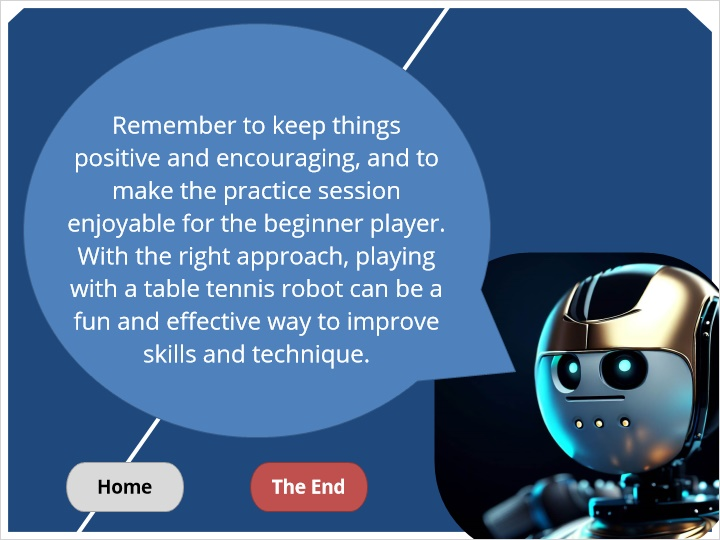 Remember to keep things
positive and encouraging, and to
make the practice session
enjoyable for the beginner player.
With the right approach, playing
with a table tennis robot can be a
fun and effective way to improve
skills and technique.
Home
The End